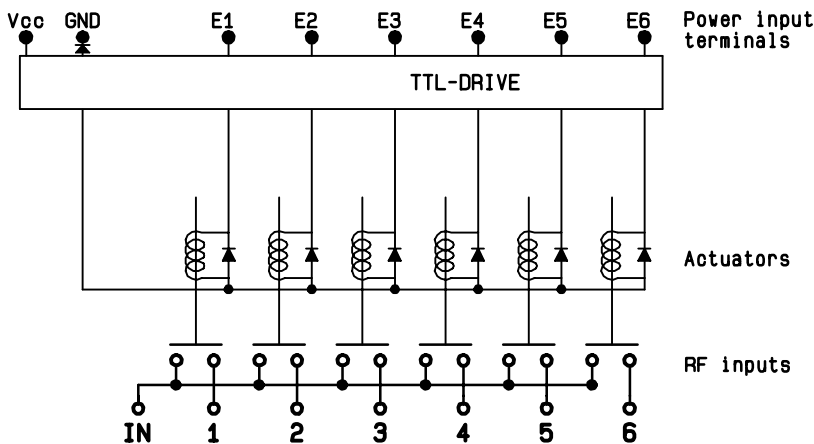 Vcc GND E1 E2 E3 E4 E5 E6 Power input
terminals
TTL-DRIVE
Actuators
RF inputs
IN 1 2 3 4 5 6